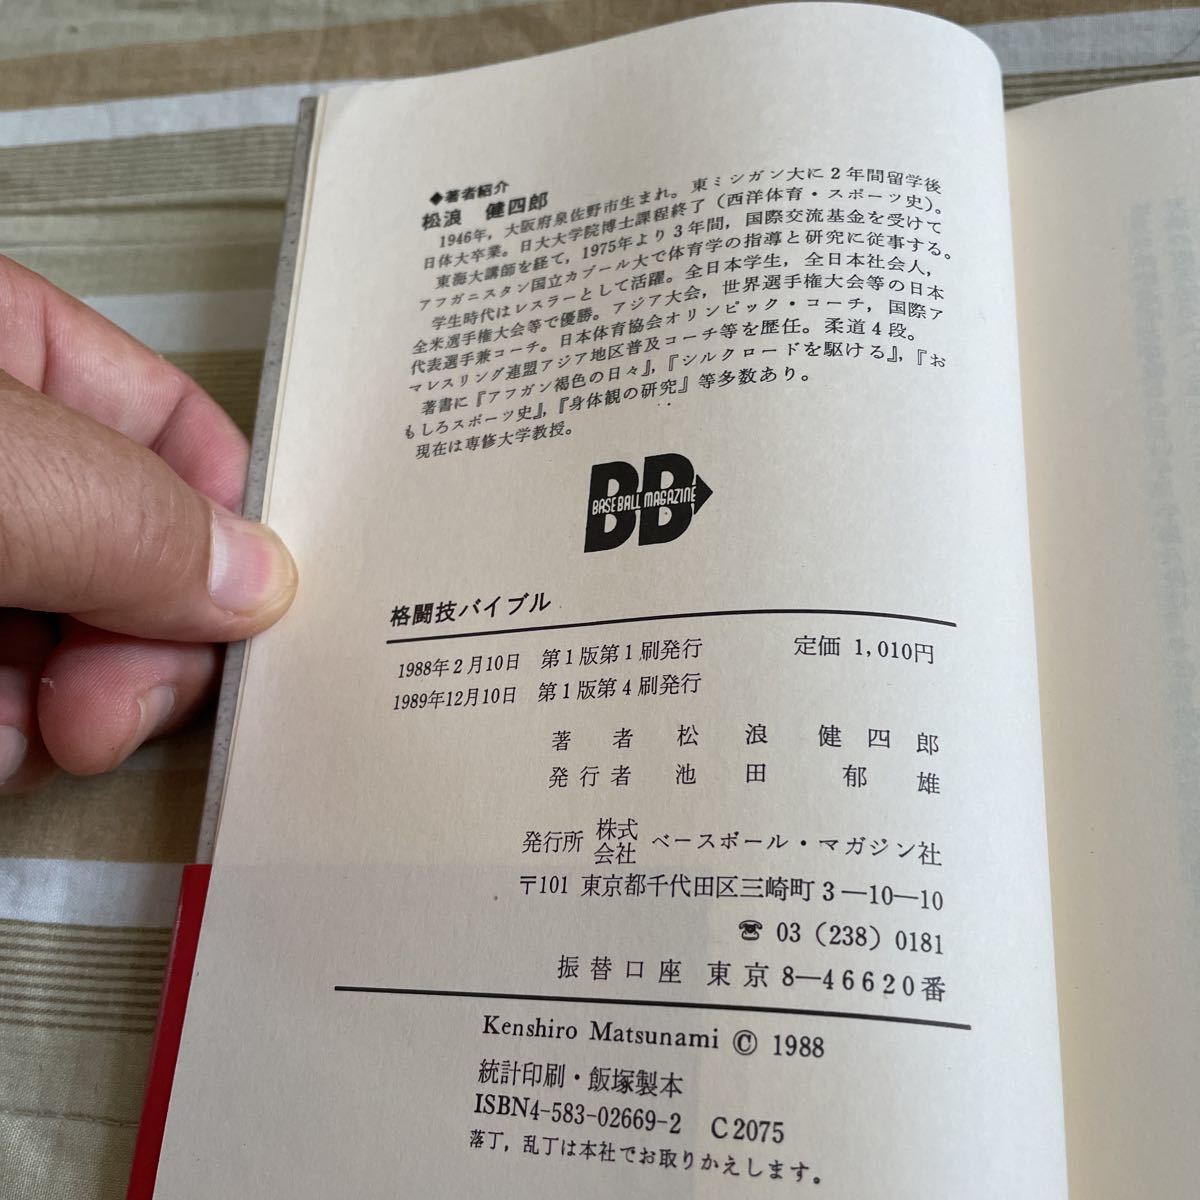 ◆著者紹介
松浪 健四郎
1946年，大阪府泉佐野市生まれ。東ミシガン大に2年間留学後
日体大卒業。日大大学院博士課程終了（西洋体育・スポーツ史）。
東海大講師を経て，1975年より3年間，国際交流基金を受けて
アフガニスタン国立カブール大で体育学の指導と研究に従事する。
学生時代はレスラーとして活躍。全日本学生，全日本社会人，
全米選手権大会等で優勝。アジア大会，世界選手権大会等の日本
代表選手兼コーチ。日本体育協会オリンピック・コーチ，国際ア
マレスリング連盟アジア地区普及コーチ等を歴任。柔道4段。
著書に『アフガン褐色の日々』，『シルクロードを駆ける』，『お
もしろスポーツ史』，『身体観の研究』等多数あり。
現在は専修大学教授。
BB
BASEBALL MAGAZINE
格闘技バイブル
1988年2月10日 第1版第1刷発行 定価 1,010円
1989年12月10日 第1版第4刷発行
著者 松浪健四郎
発行者 池田郁雄
発行所 株式会社 ベースボール・マガジン社
〒101 東京都千代田区三崎町3—10—10
☎ 03（238）0181
振替口座 東京8—46620番
Kenshiro Matsunami © 1988
統計印刷・飯塚製本
ISBN4-583-02669-2 C2075
落丁，乱丁は本社でお取りかえします。